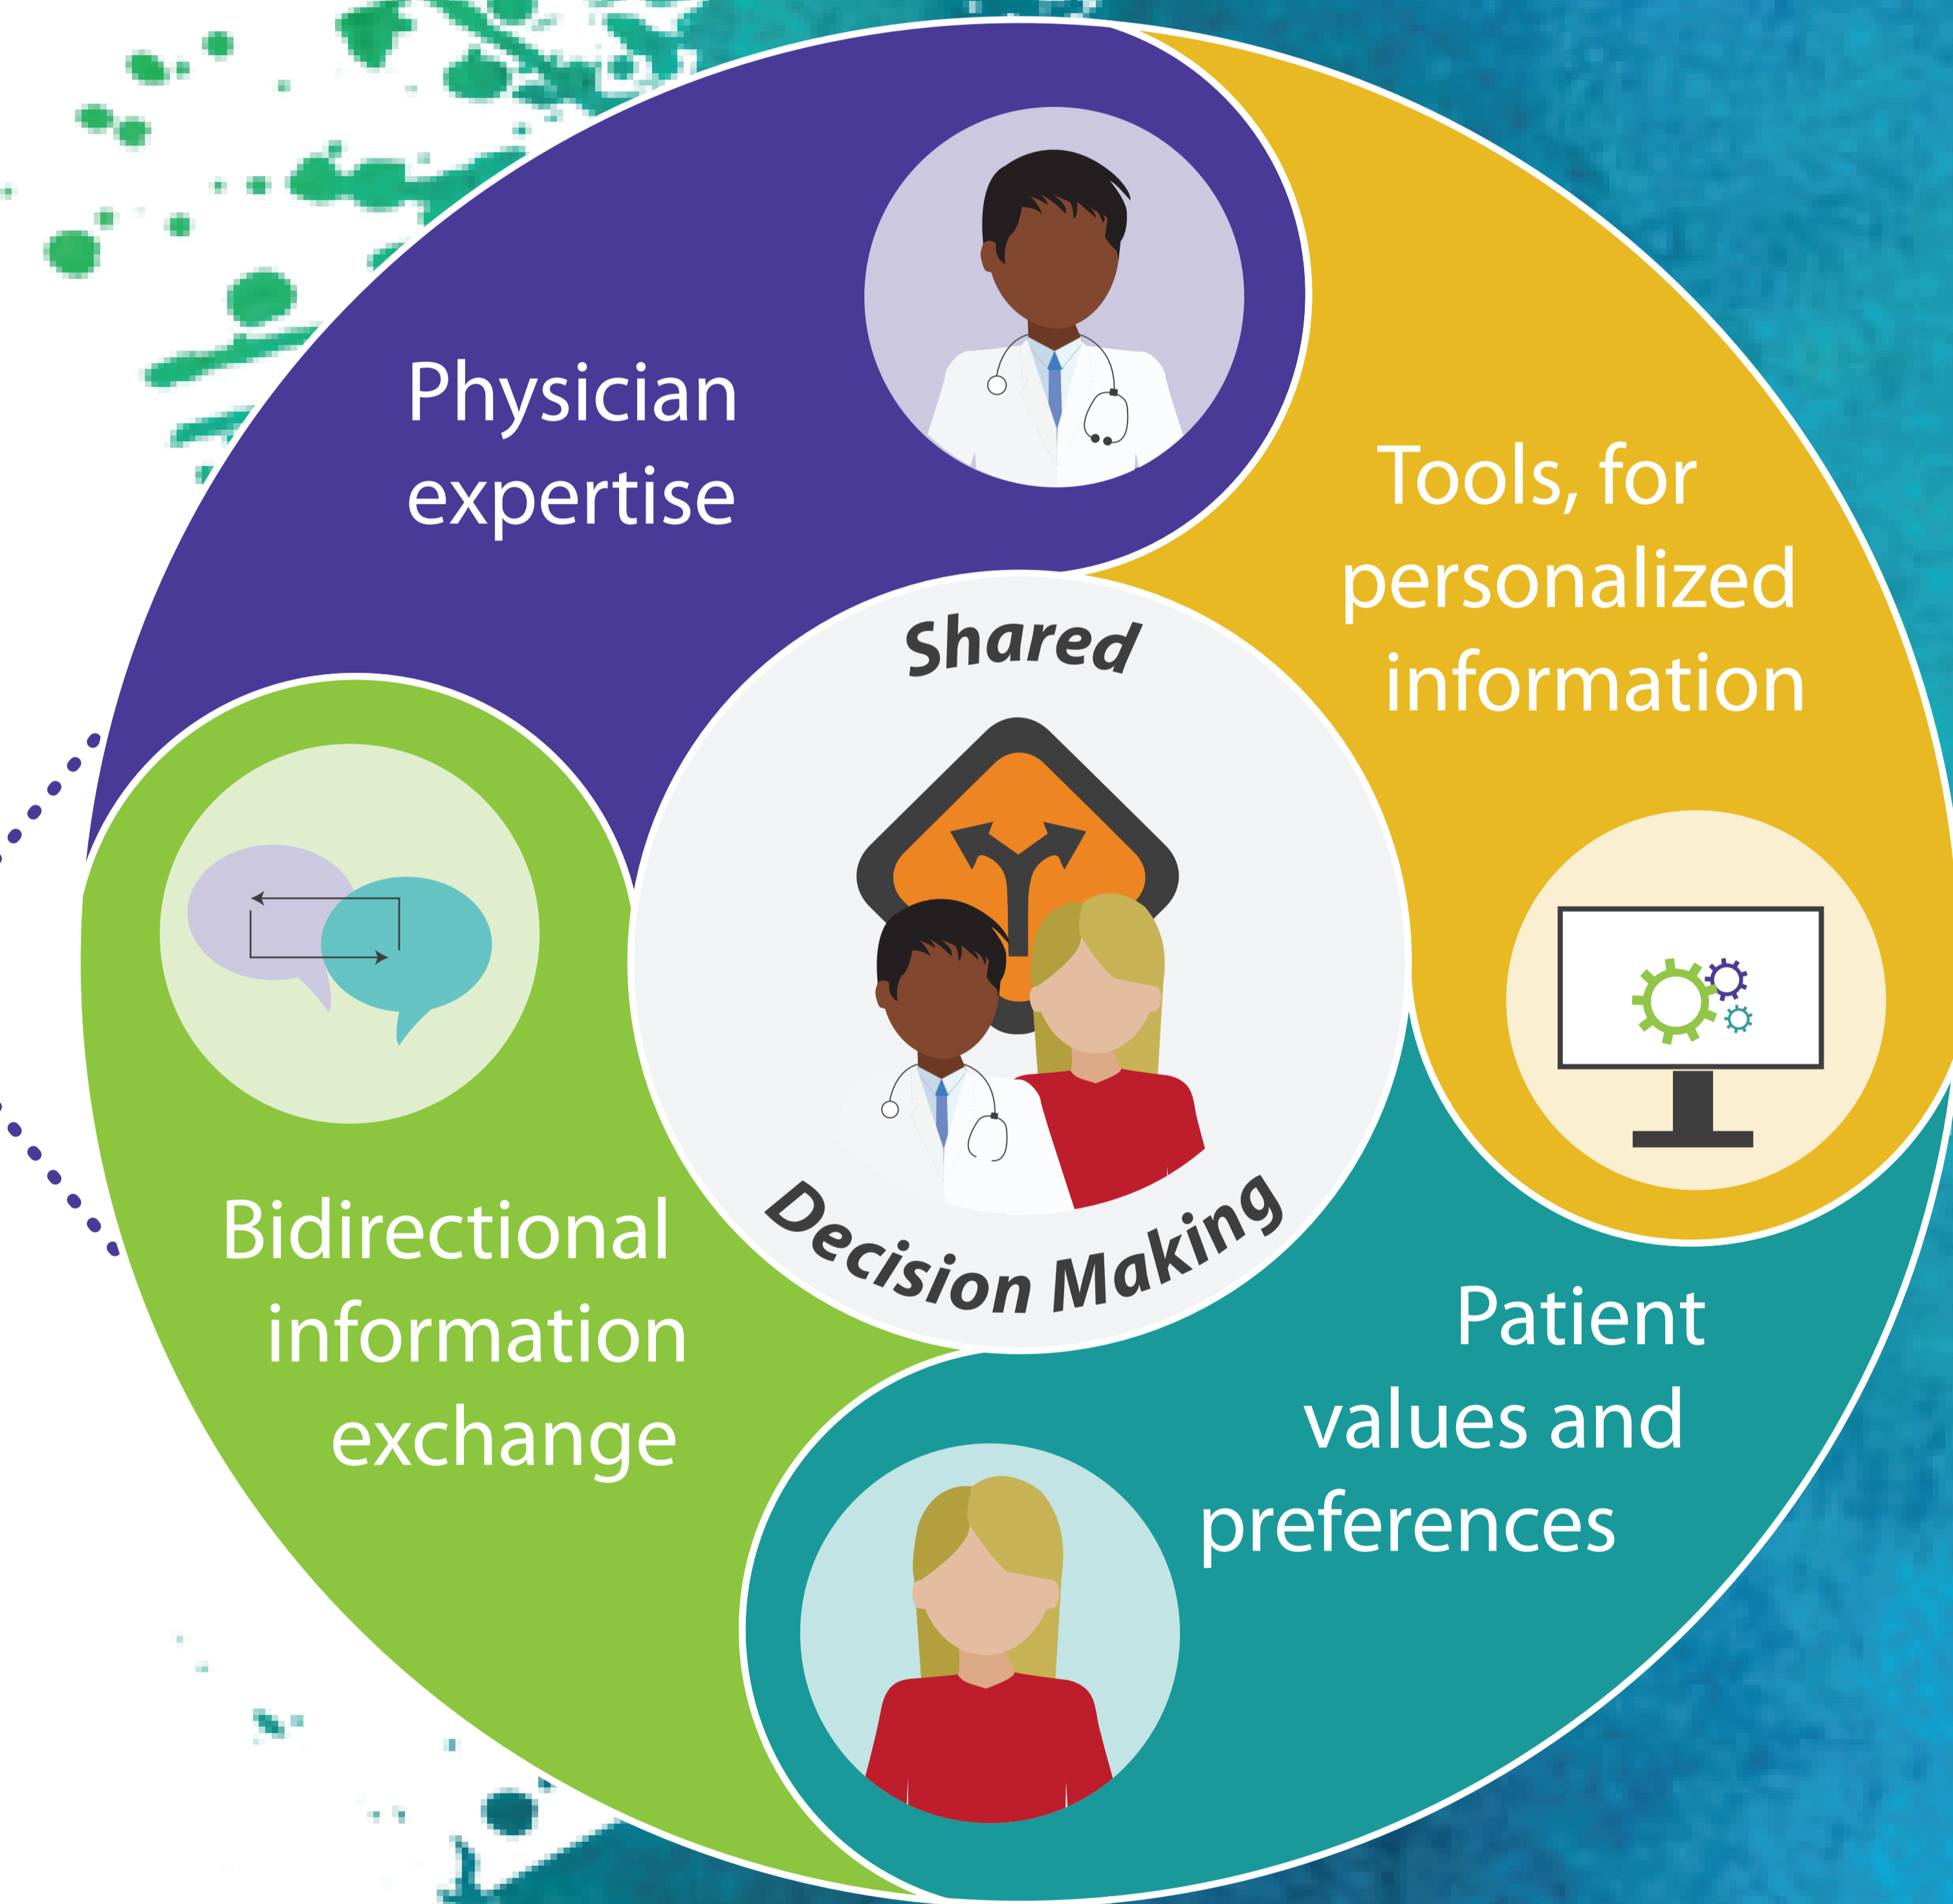 Physician
expertise
Tools, for
personalized
information
Shared
Decision Making
Bidirectional
information
exchange
Patient
values and
preferences